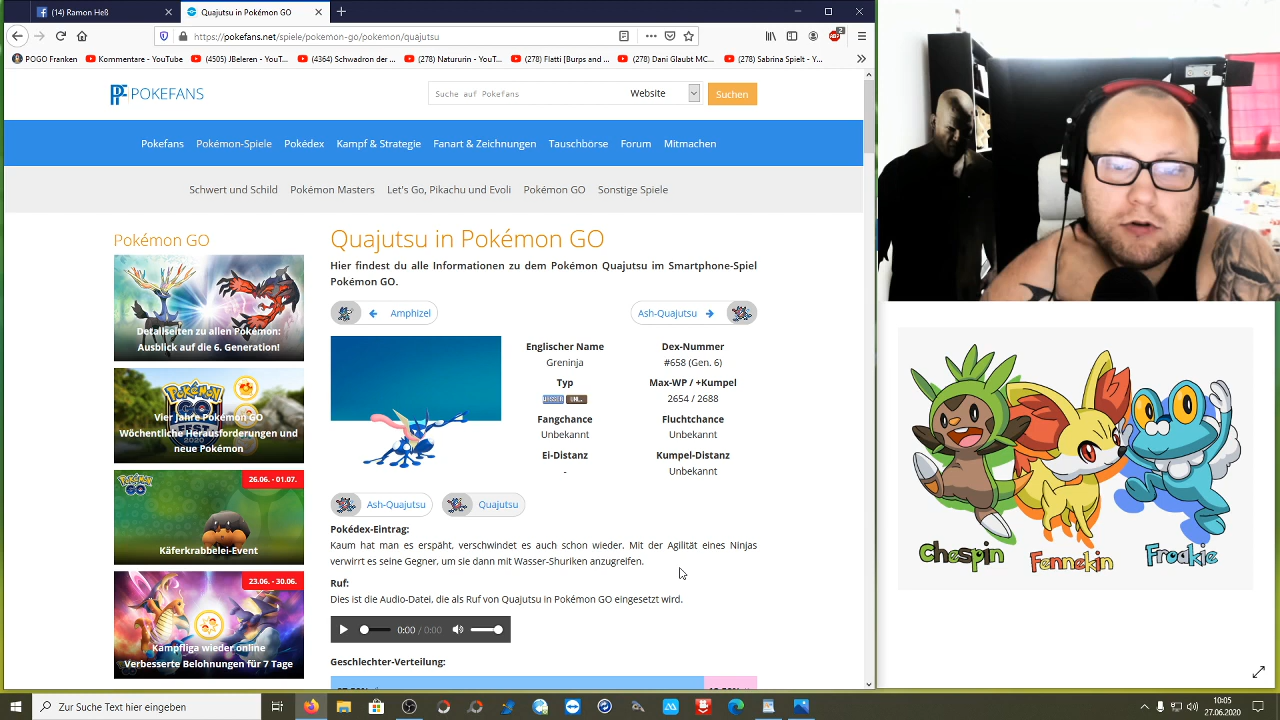 (14) Ramon Heß
Quajutsu in Pokémon GO
https://pokefans.net/spiele/pokemon-go/pokemon/quajutsu
POGO Franken
Kommentare - YouTube
(4505) JBeleren - YouT...
(4364) Schwadron der ...
(278) Natururin - YouT...
(278) Flatti [Burps and ...
(278) Dani Glaubt MC...
(278) Sabrina Spielt - Y...
POKEFANS
Suche auf Pokefans
Website
Suchen
Pokefans Pokémon-Spiele Pokédex Kampf & Strategie Fanart & Zeichnungen Tauschbörse Forum Mitmachen
Schwert und Schild Pokémon Masters Let's Go, Pikachu und Evoli Pokémon GO Sonstige Spiele
Pokémon GO
Detailseiten zu allen Pokémon:
Ausblick auf die 6. Generation!
Vier Jahre Pokémon GO
Wöchentliche Herausforderungen und
neue Pokémon
26.06. - 01.07.
Käferkrabbelei-Event
23.06. - 30.06.
Kampfliga wieder online
Verbesserte Belohnungen für 7 Tage
Quajutsu in Pokémon GO
Hier findest du alle Informationen zu dem Pokémon Quajutsu im Smartphone-Spiel
Pokémon GO.
Amphizel
Ash-Quajutsu
Englischer Name
Greninja
Dex-Nummer
#658 (Gen. 6)
Typ
WASSER UNL..
Max-WP / +Kumpel
2654 / 2688
Fangchance
Unbekannt
Fluchtchance
Unbekannt
Ei-Distanz
-
Kumpel-Distanz
Unbekannt
Ash-Quajutsu
Quajutsu
Pokédex-Eintrag:
Kaum hat man es erspäht, verschwindet es auch schon wieder. Mit der Agilität eines Ninjas
verwirrt es seine Gegner, um sie dann mit Wasser-Shuriken anzugreifen.
Ruf:
Dies ist die Audio-Datei, die als Ruf von Quajutsu in Pokémon GO eingesetzt wird.
0:00 / 0:00
Geschlechter-Verteilung:
Chespin
Fennekin
Froakie
Zur Suche Text hier eingeben
10:05
27.06.2020